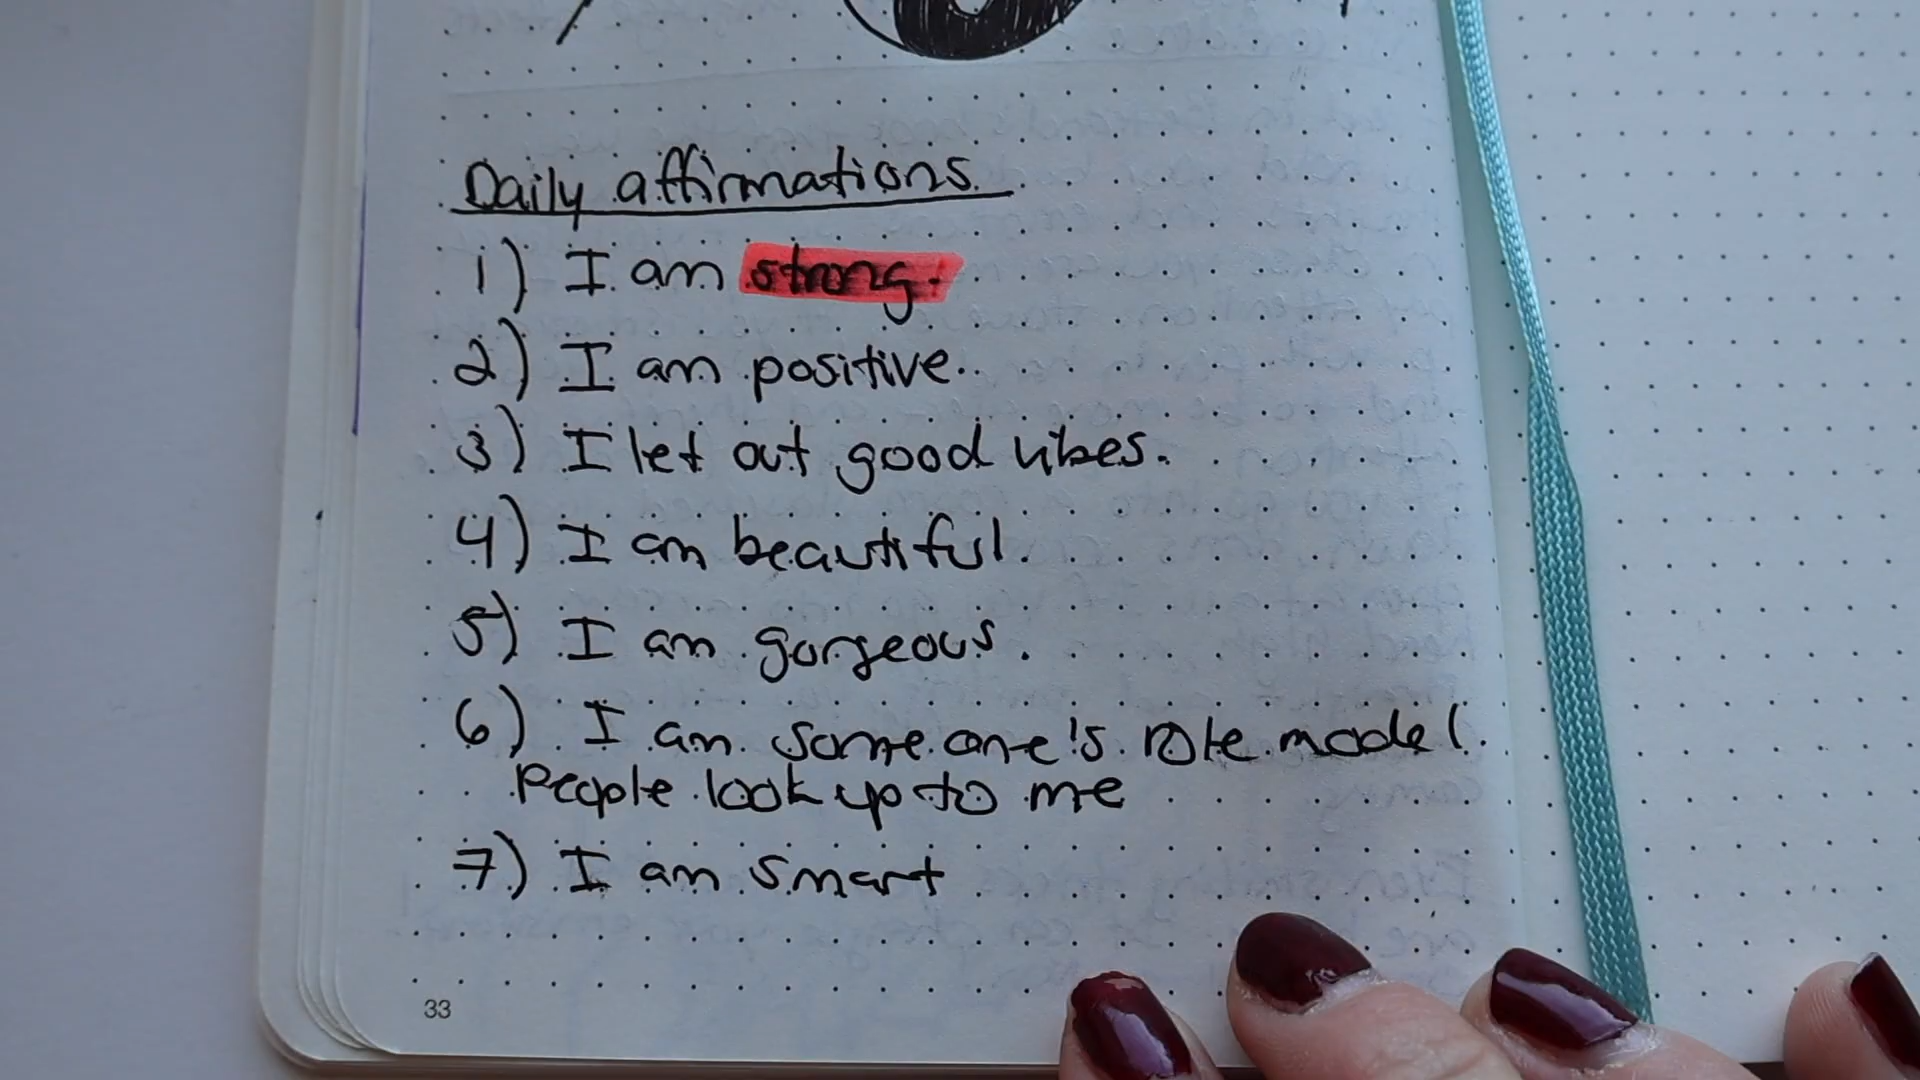 Daily affirmations
1) I am strong.
2) I am positive.
3) I let out good vibes.
4) I am beautiful.
5) I am gorgeous.
6) I am someone's role model.
People look up to me
7) I am smart
33